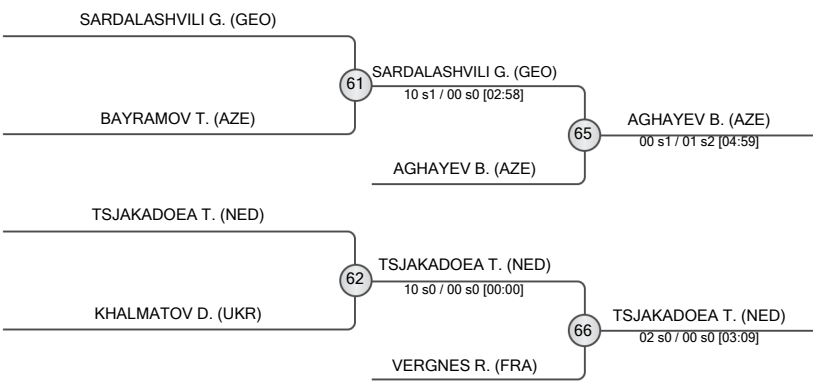 SARDALASHVILI G. (GEO)
61
SARDALASHVILI G. (GEO)
10 s1 / 00 s0 [02:58]
BAYRAMOV T. (AZE)
65
AGHAYEV B. (AZE)
00 s1 / 01 s2 [04:59]
AGHAYEV B. (AZE)
TSJAKADOEA T. (NED)
62
TSJAKADOEA T. (NED)
10 s0 / 00 s0 [00:00]
KHALMATOV D. (UKR)
66
TSJAKADOEA T. (NED)
02 s0 / 00 s0 [03:09]
VERGNES R. (FRA)